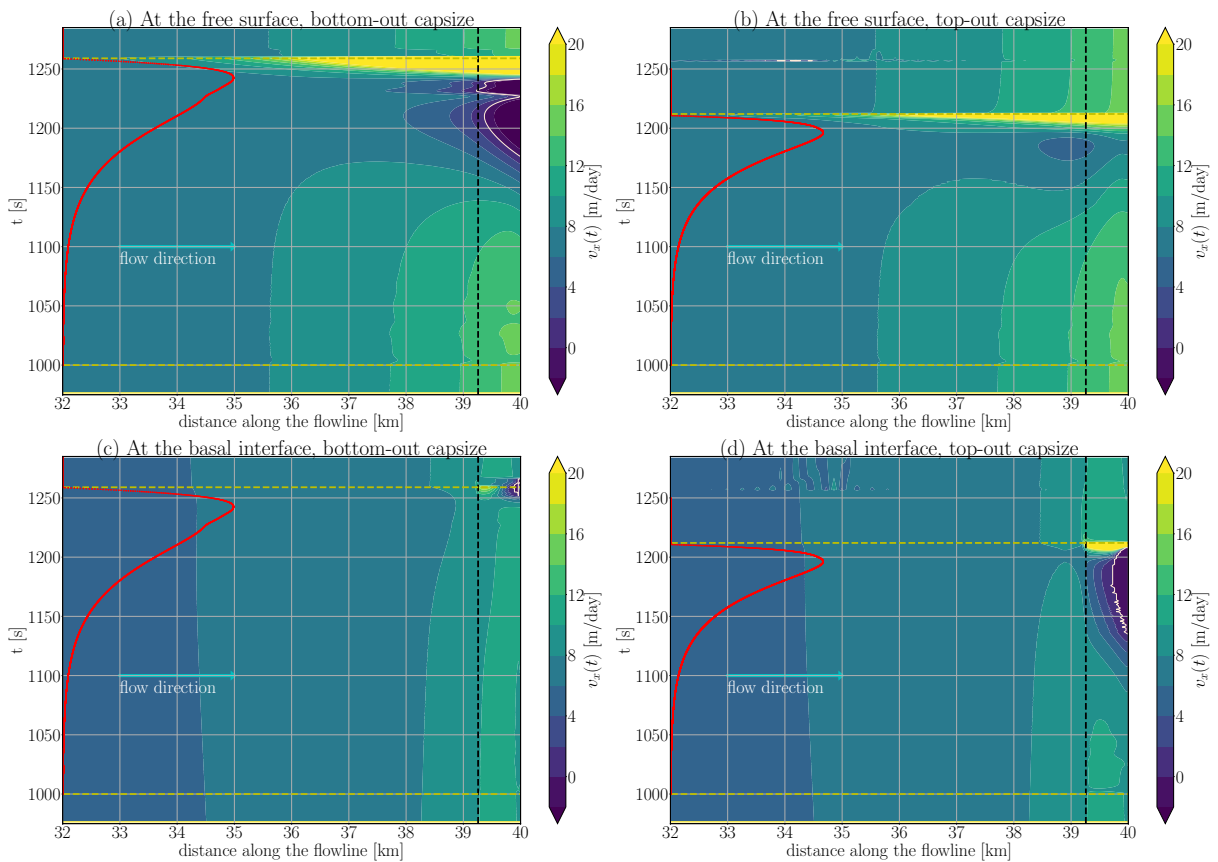 (a) At the free surface, bottom-out capsize
t [s]
1250
1200
1150
1100
1050
1000
flow direction
32 33 34 35 36 37 38 39 40
distance along the flowline [km]
20
16
12
8
4
0
v_x(t) [m/day]
(b) At the free surface, top-out capsize
t [s]
1250
1200
1150
1100
1050
1000
flow direction
32 33 34 35 36 37 38 39 40
distance along the flowline [km]
20
16
12
8
4
0
v_x(t) [m/day]
(c) At the basal interface, bottom-out capsize
t [s]
1250
1200
1150
1100
1050
1000
flow direction
32 33 34 35 36 37 38 39 40
distance along the flowline [km]
20
16
12
8
4
0
v_x(t) [m/day]
(d) At the basal interface, top-out capsize
t [s]
1250
1200
1150
1100
1050
1000
flow direction
32 33 34 35 36 37 38 39 40
distance along the flowline [km]
20
16
12
8
4
0
v_x(t) [m/day]